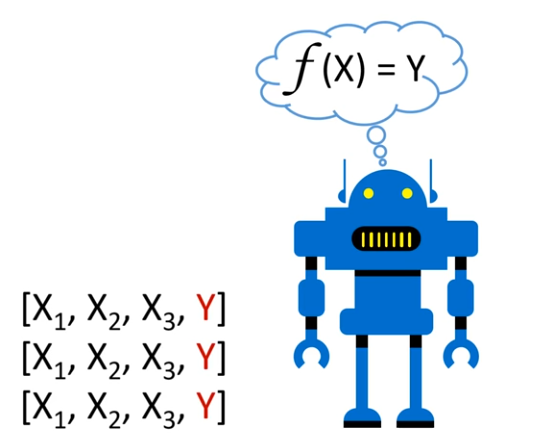 f (X) = Y
[X₁, X₂, X₃, Y]
[X₁, X₂, X₃, Y]
[X₁, X₂, X₃, Y]